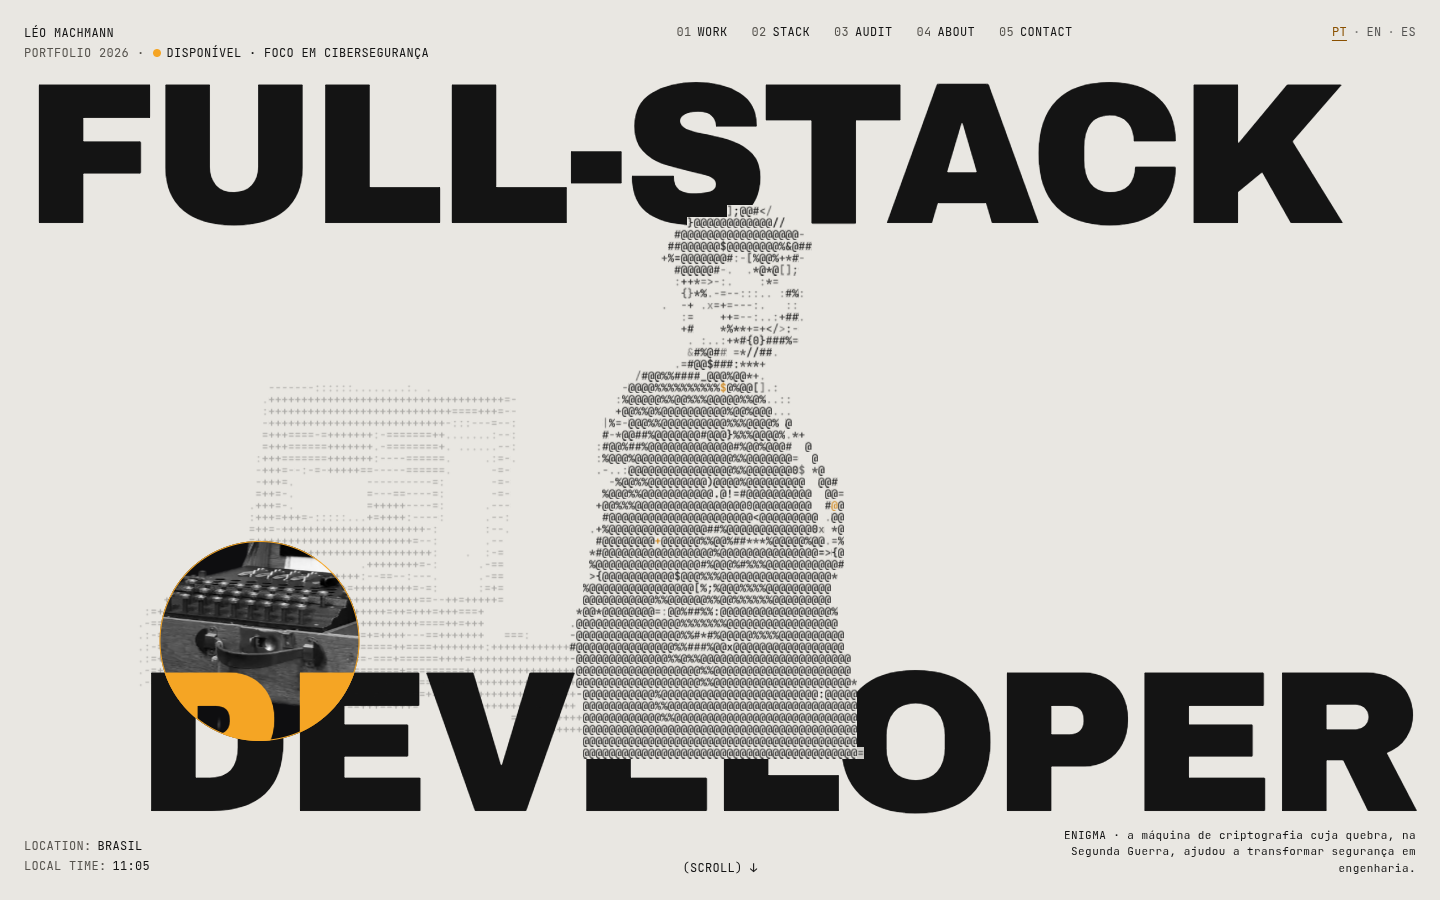 LÉO MACHMANN
PORTFOLIO 2026 · DISPONÍVEL · FOCO EM CIBERSEGURANÇA
01 WORK 02 STACK 03 AUDIT 04 ABOUT 05 CONTACT
PT · EN · ES
FULL-STACK
DEVELOPER
LOCATION: BRASIL
LOCAL TIME: 11:05
(SCROLL) ↓
ENIGMA · a máquina de criptografia cuja quebra, na
Segunda Guerra, ajudou a transformar segurança em
engenharia.